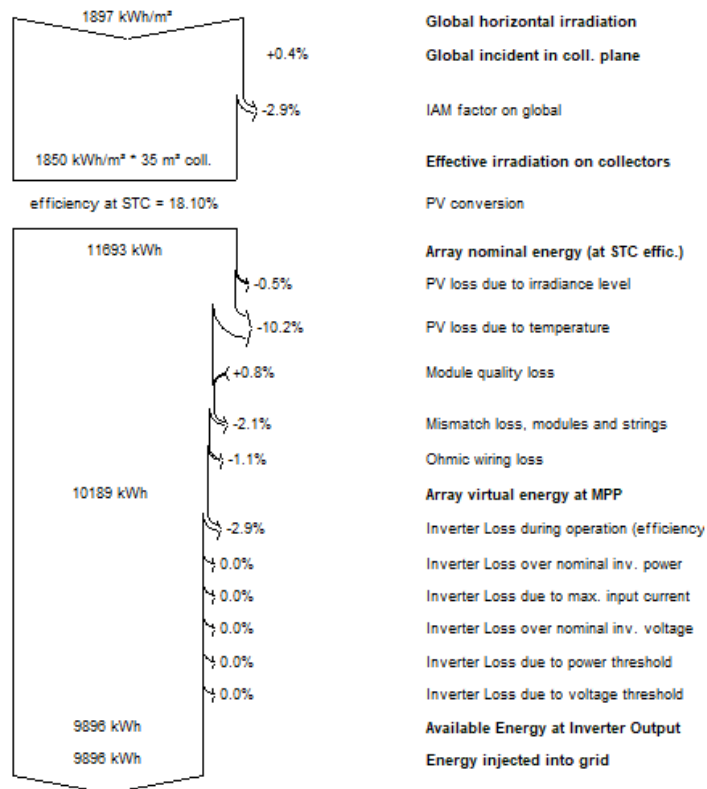 1897 kWh/m² Global horizontal irradiation
+0.4% Global incident in coll. plane
-2.9% IAM factor on global
1850 kWh/m² * 35 m² coll. Effective irradiation on collectors
efficiency at STC = 18.10% PV conversion
11693 kWh Array nominal energy (at STC effic.)
-0.5% PV loss due to irradiance level
-10.2% PV loss due to temperature
+0.8% Module quality loss
-2.1% Mismatch loss, modules and strings
-1.1% Ohmic wiring loss
10189 kWh Array virtual energy at MPP
-2.9% Inverter Loss during operation (efficiency
0.0% Inverter Loss over nominal inv. power
0.0% Inverter Loss due to max. input current
0.0% Inverter Loss over nominal inv. voltage
0.0% Inverter Loss due to power threshold
0.0% Inverter Loss due to voltage threshold
9896 kWh Available Energy at Inverter Output
9896 kWh Energy injected into grid